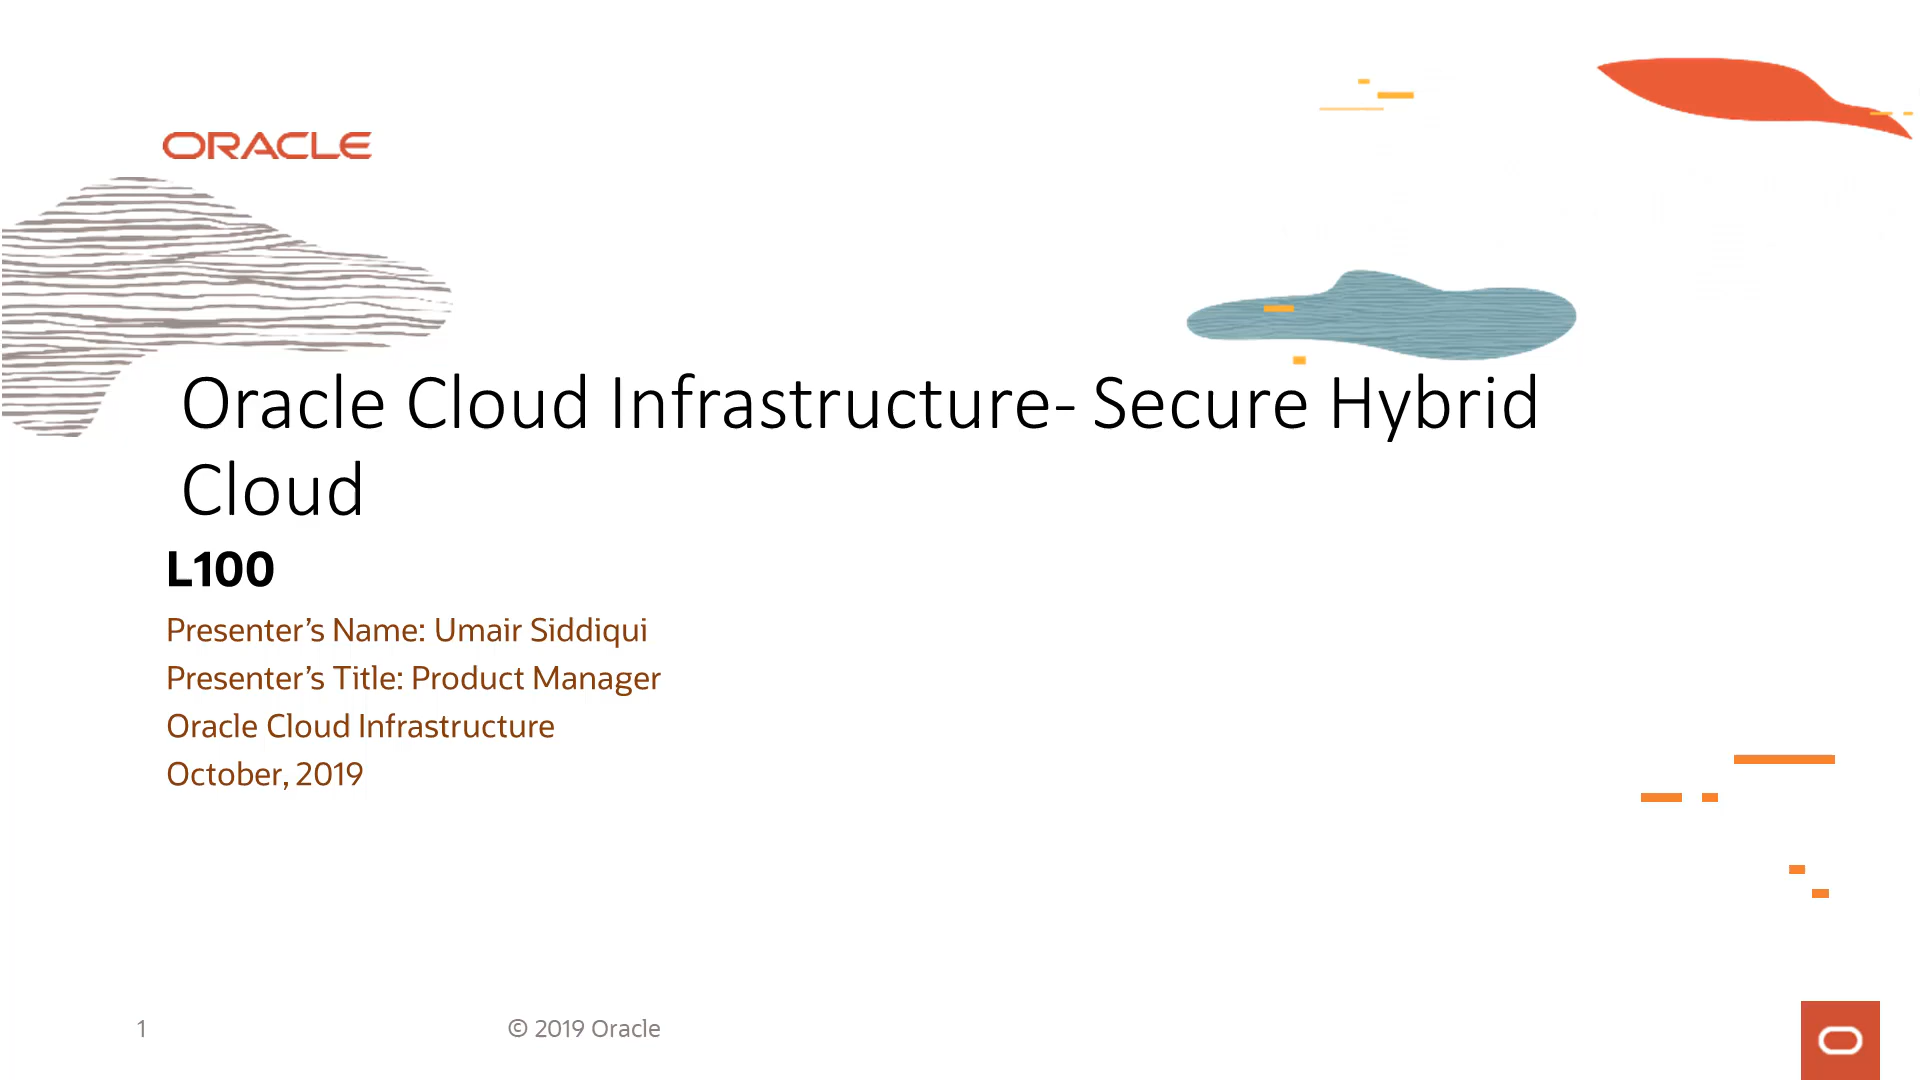 ORACLE
Oracle Cloud Infrastructure- Secure Hybrid
Cloud
L100
Presenter’s Name: Umair Siddiqui
Presenter’s Title: Product Manager
Oracle Cloud Infrastructure
October, 2019
1
© 2019 Oracle